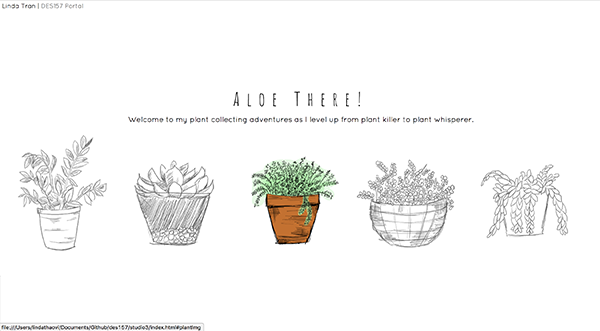 Linda Tran | DES157 Portal
Aloe There!
Welcome to my plant collecting adventures as I level up from plant killer to plant whisperer.
file:///Users/lindathaovi/Documents/Github/des157/studio3/index.html#plantImg